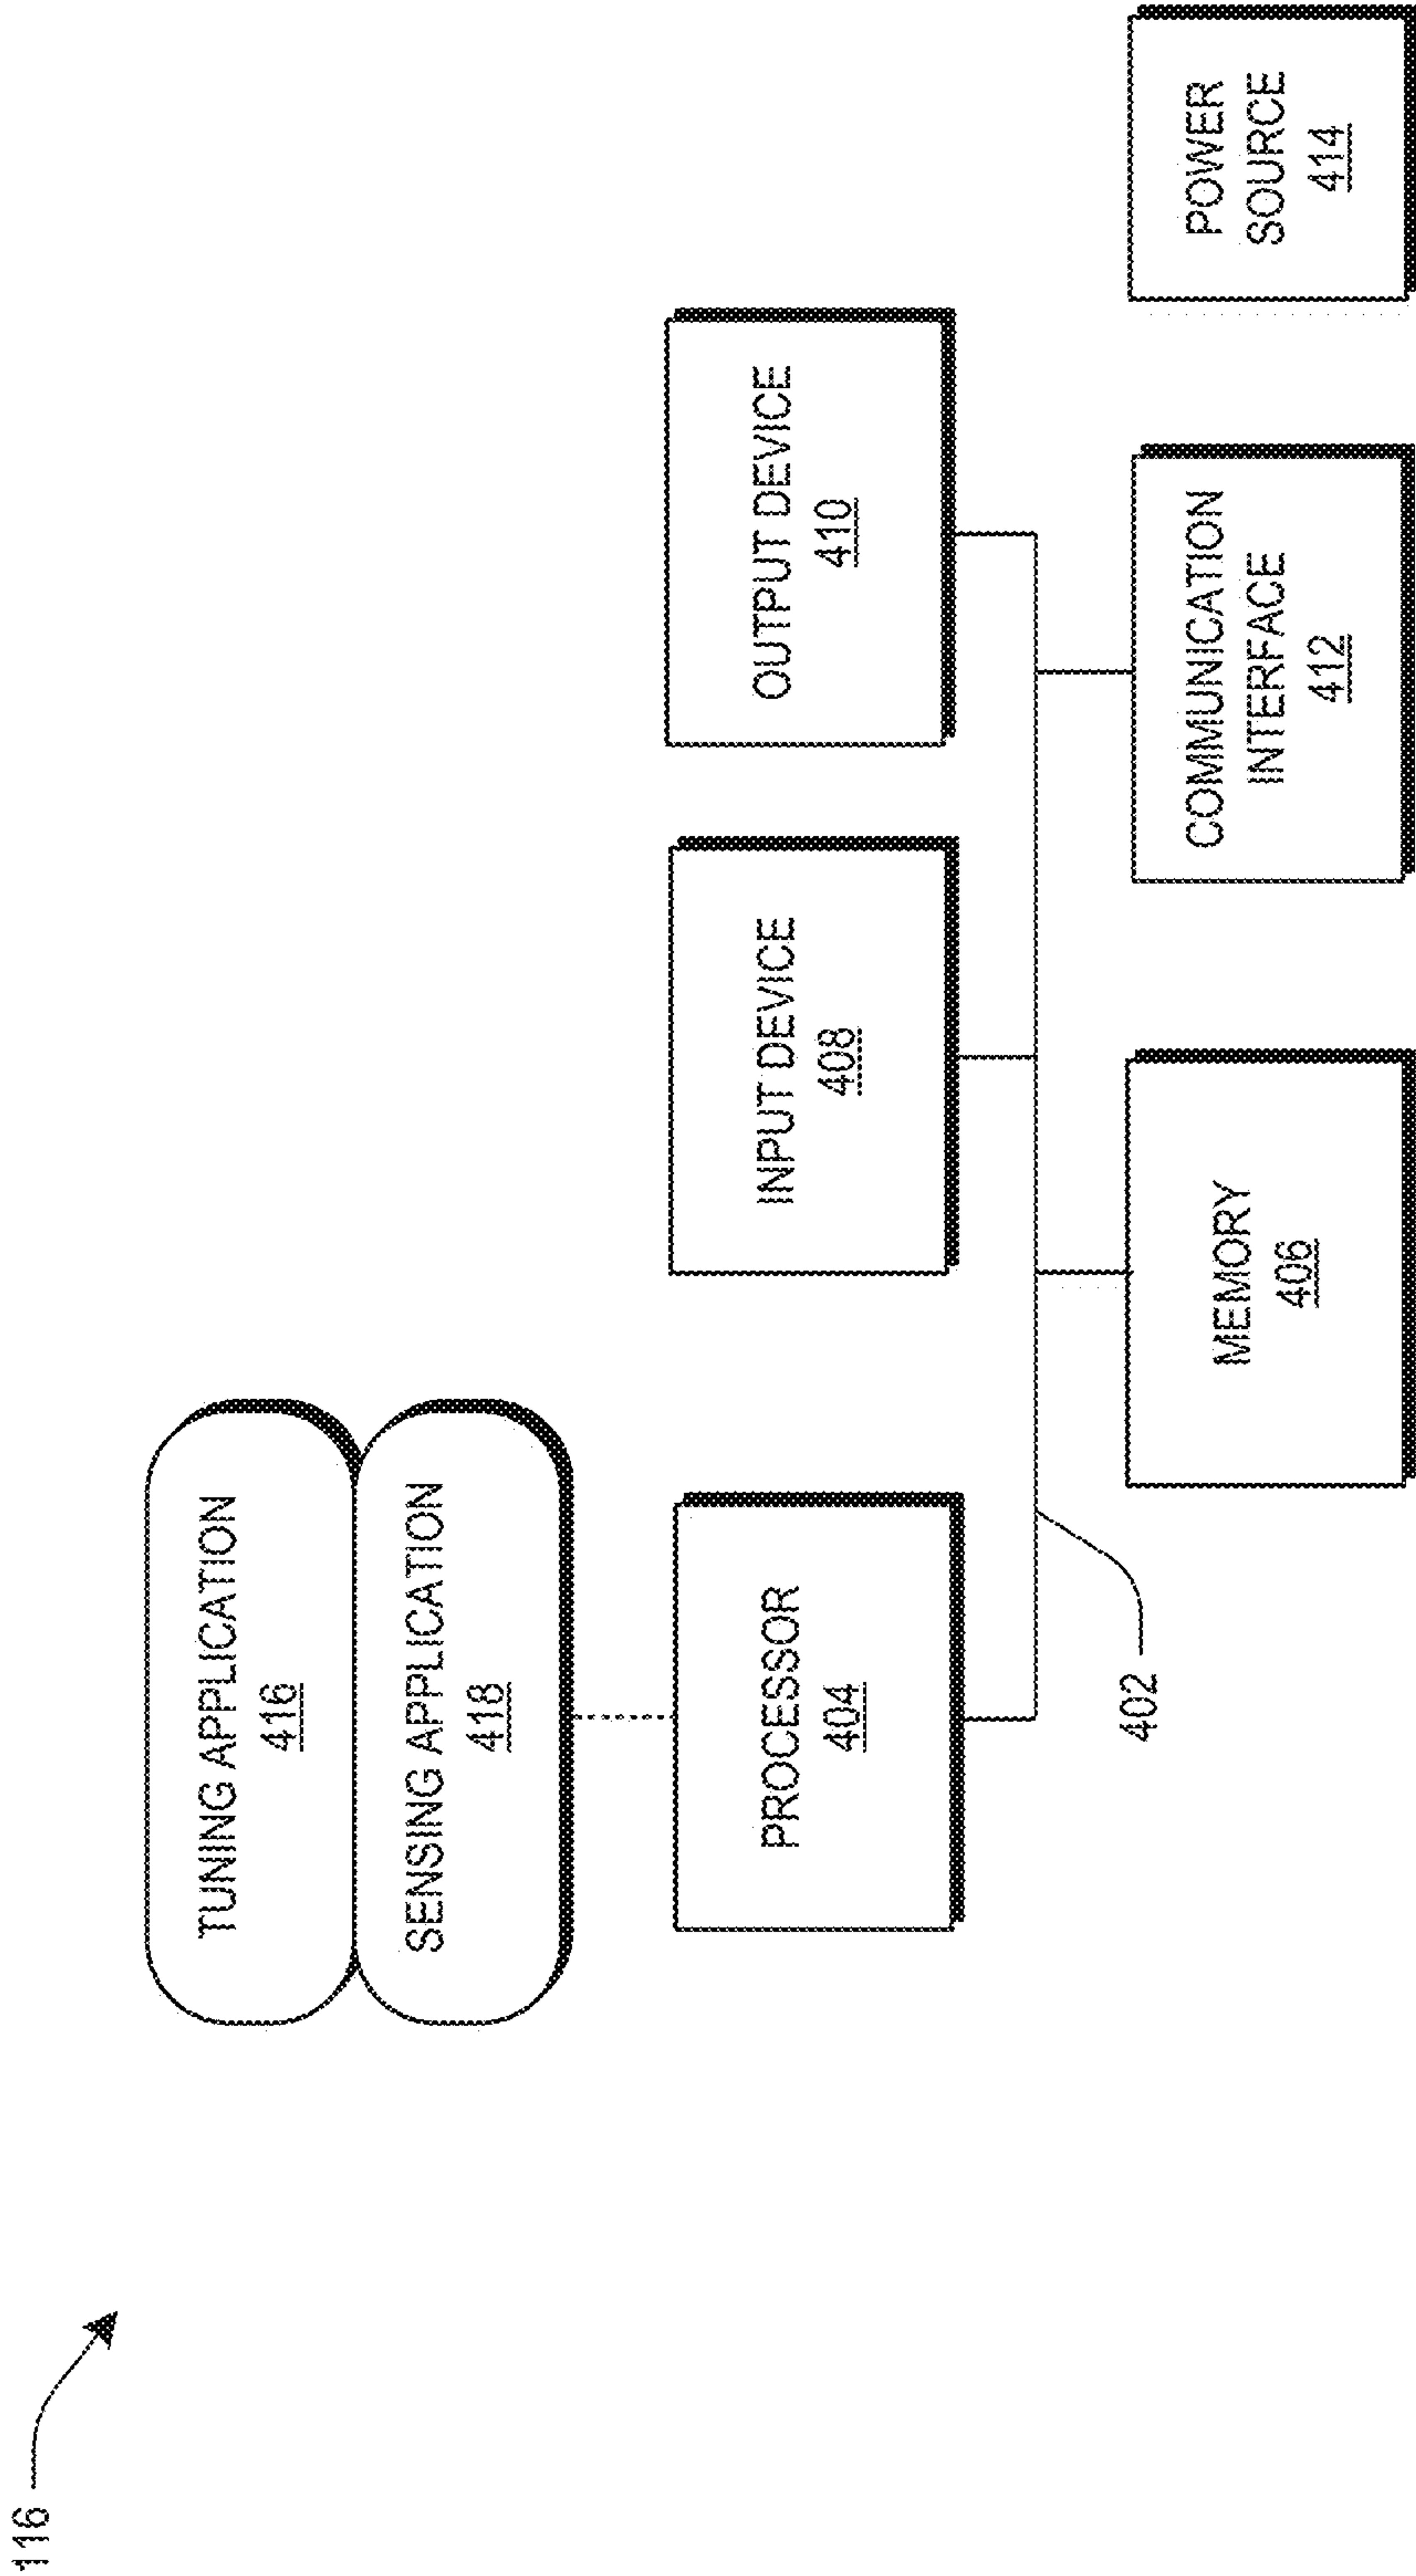 116
TUNING APPLICATION
416
SENSING APPLICATION
418
PROCESSOR
404
INPUT DEVICE
408
OUTPUT DEVICE
410
402
MEMORY
406
COMMUNICATION
INTERFACE
412
POWER
SOURCE
414